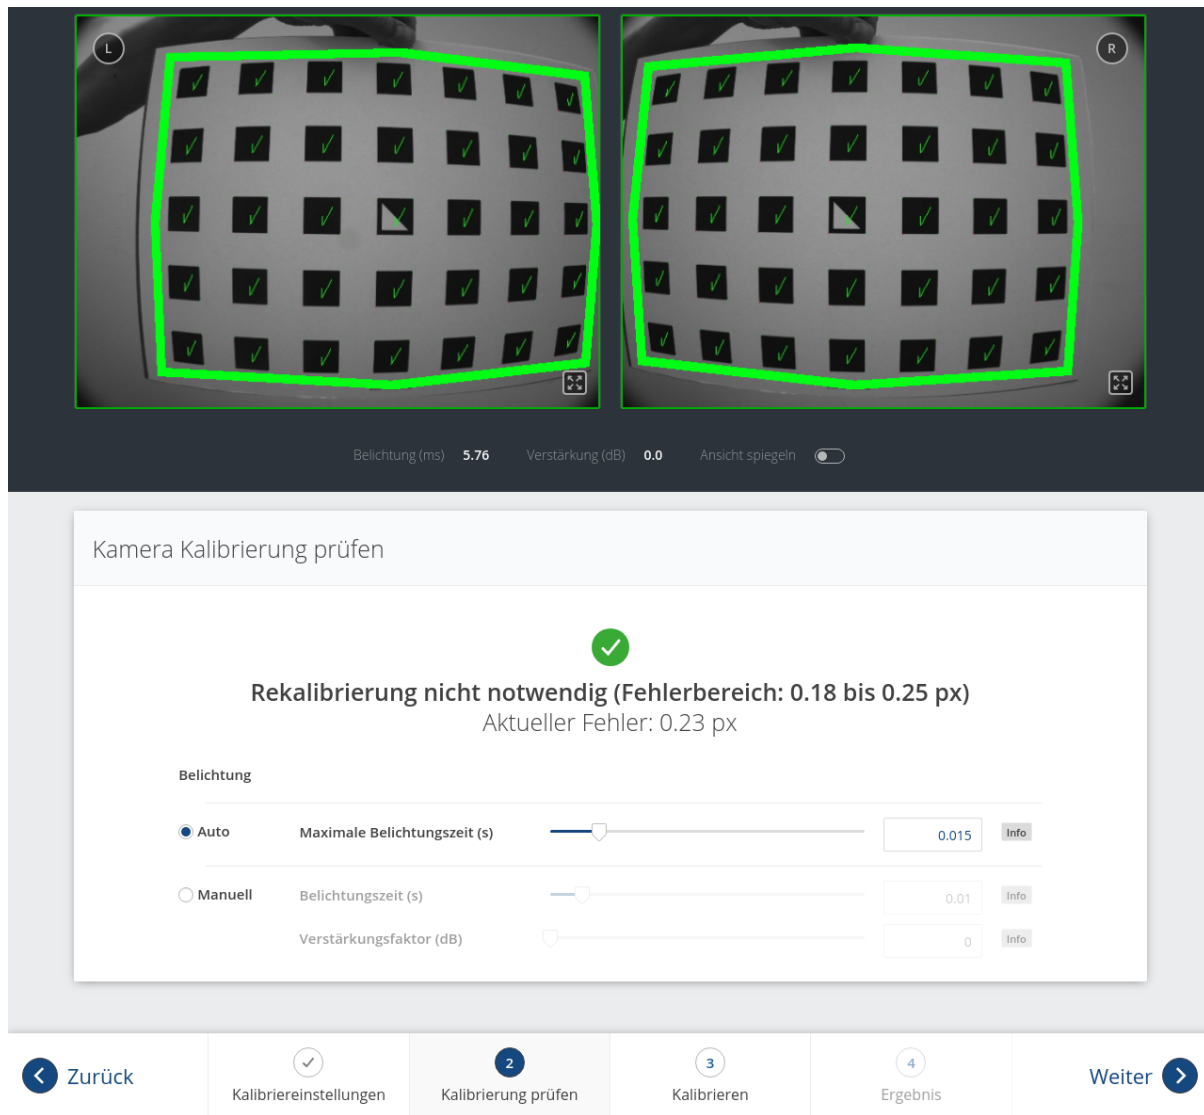 L
R
Belichtung (ms) 5.76 Verstärkung (dB) 0.0 Ansicht spiegeln
Kamera Kalibrierung prüfen
Rekalibrierung nicht notwendig (Fehlerbereich: 0.18 bis 0.25 px)
Aktueller Fehler: 0.23 px
Belichtung
Auto Maximale Belichtungszeit (s) 0.015 Info
Manuell Belichtungszeit (s) 0.01 Info
Verstärkungsfaktor (dB) 0 Info
Zurück
Kalibriereinstellungen
2
Kalibrierung prüfen
3
Kalibrieren
4
Ergebnis
Weiter